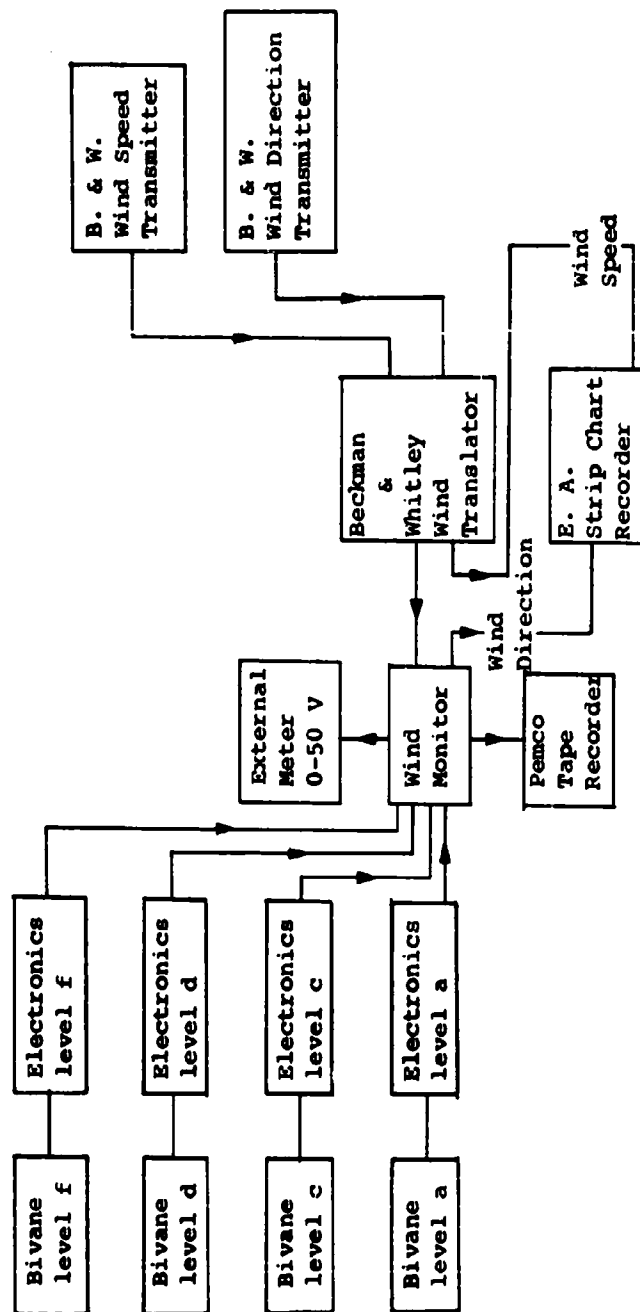 Bivane
level f
Electronics
level f
Bivane
level d
Electronics
level d
Bivane
level c
Electronics
level c
Bivane
level a
Electronics
level a
External
Meter
0-50 V
Wind
Monitor
Pemco
Tape
Recorder
Wind
Direction
Beckman
&
Whitley
Wind
Translator
E. A.
Strip Chart
Recorder
Wind
Speed
B. & W.
Wind Speed
Transmitter
B. & W.
Wind Direction
Transmitter